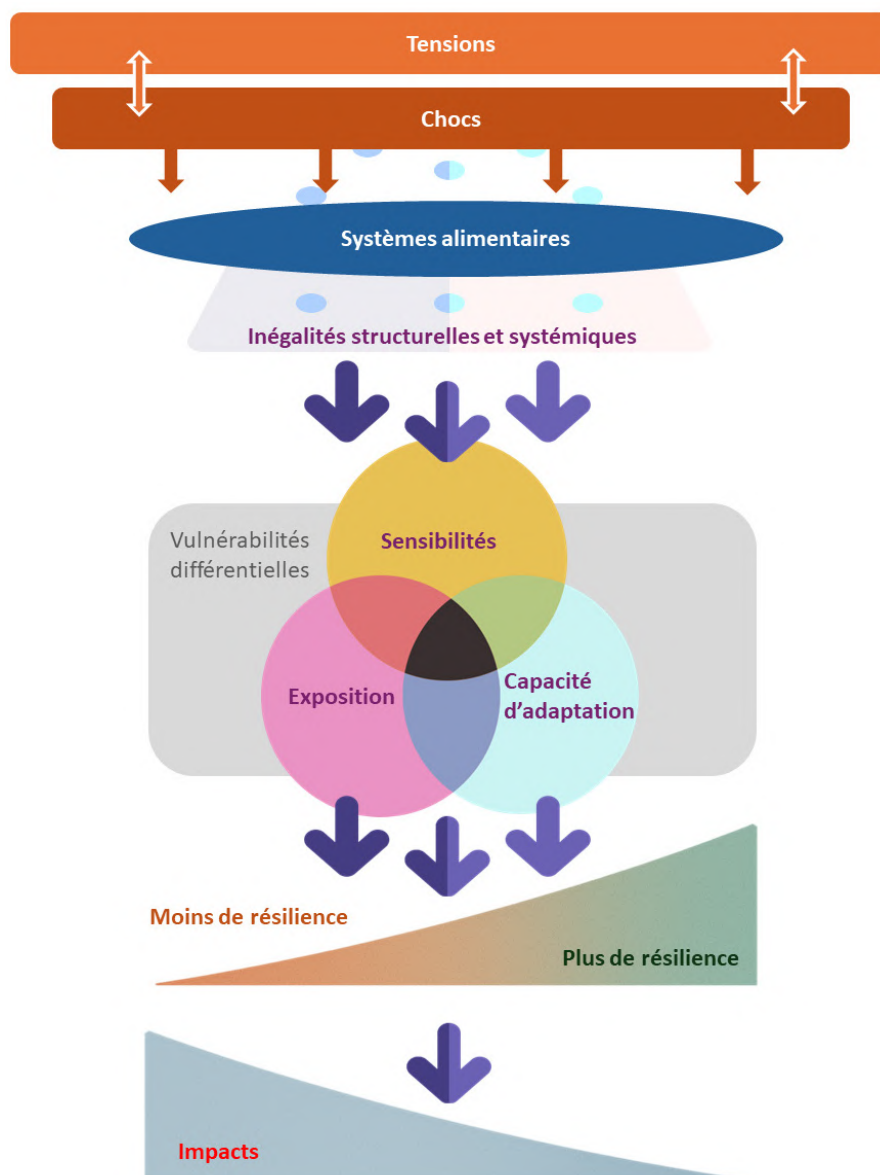 Tensions
Chocs
Systèmes alimentaires
Inégalités structurelles et systémiques
Vulnérabilités
différentielles
Sensibilités
Exposition
Capacité
d’adaptation
Moins de résilience
Plus de résilience
Impacts